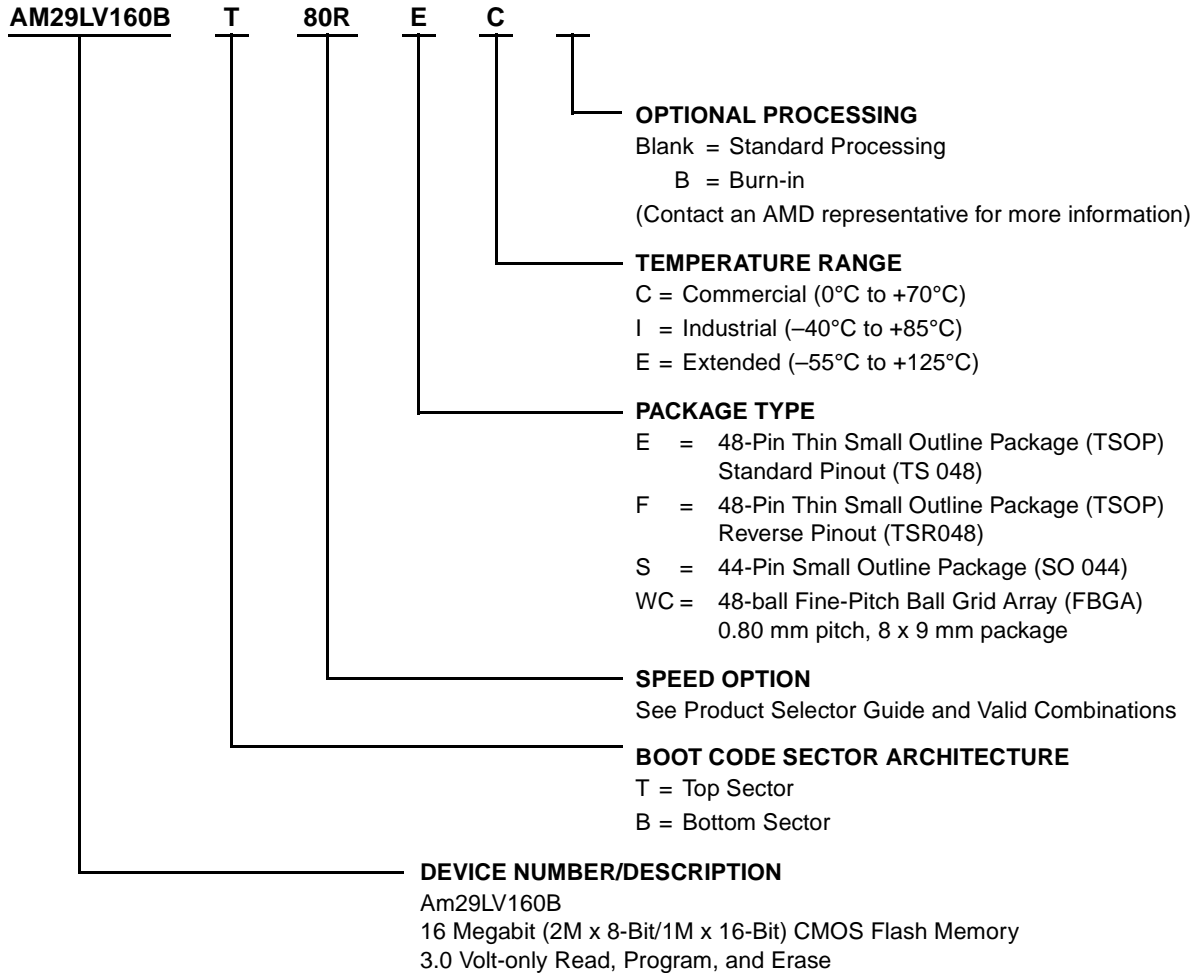 AM29LV160B T 80R E C
OPTIONAL PROCESSING
Blank = Standard Processing
B = Burn-in
(Contact an AMD representative for more information)
TEMPERATURE RANGE
C = Commercial (0°C to +70°C)
I = Industrial (–40°C to +85°C)
E = Extended (–55°C to +125°C)
PACKAGE TYPE
E = 48-Pin Thin Small Outline Package (TSOP)
Standard Pinout (TS 048)
F = 48-Pin Thin Small Outline Package (TSOP)
Reverse Pinout (TSR048)
S = 44-Pin Small Outline Package (SO 044)
WC = 48-ball Fine-Pitch Ball Grid Array (FBGA)
0.80 mm pitch, 8 x 9 mm package
SPEED OPTION
See Product Selector Guide and Valid Combinations
BOOT CODE SECTOR ARCHITECTURE
T = Top Sector
B = Bottom Sector
DEVICE NUMBER/DESCRIPTION
Am29LV160B
16 Megabit (2M x 8-Bit/1M x 16-Bit) CMOS Flash Memory
3.0 Volt-only Read, Program, and Erase